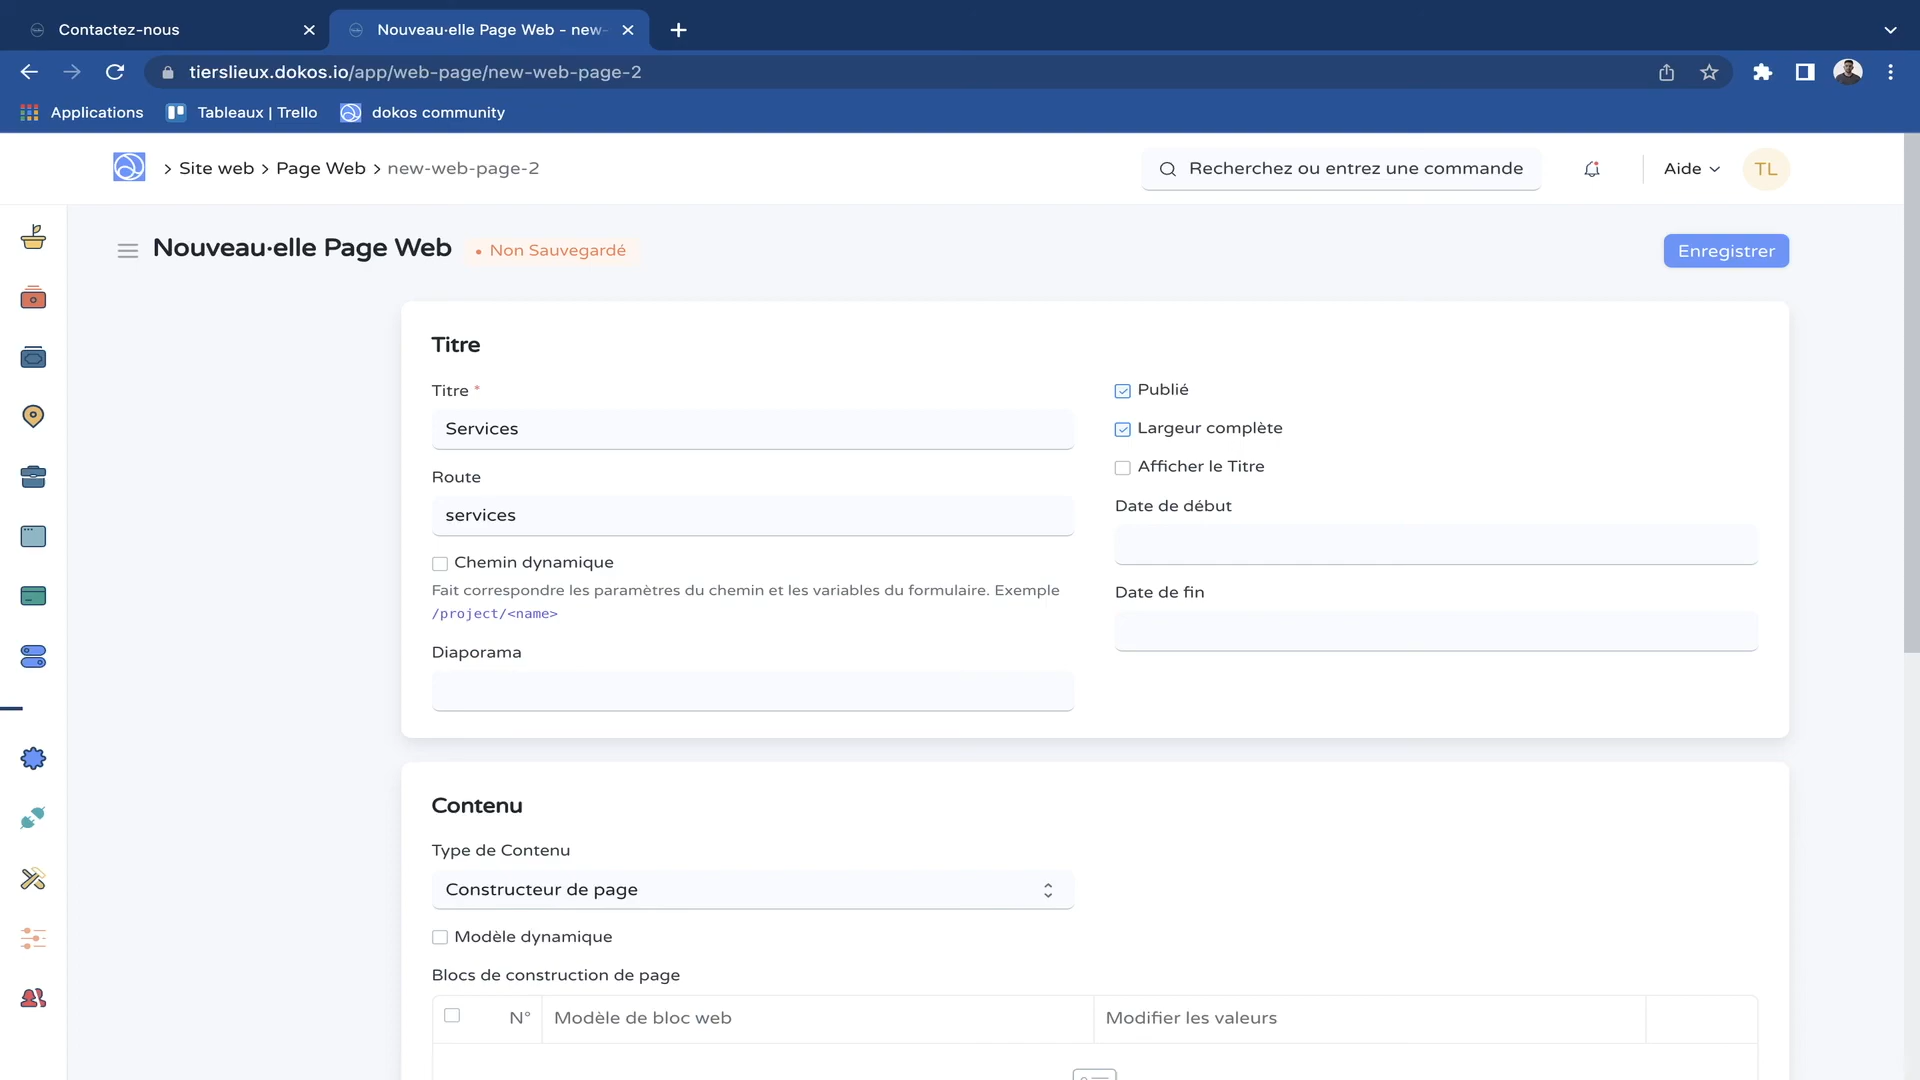 Contactez-nous
Nouveau·elle Page Web - new-
tierslieux.dokos.io/app/web-page/new-web-page-2
Applications
Tableaux | Trello
dokos community
> Site web > Page Web > new-web-page-2
Recherchez ou entrez une commande
Aide
TL
Nouveau·elle Page Web
• Non Sauvegardé
Enregistrer
Titre
Titre *
Services
Route
services
Chemin dynamique
Fait correspondre les paramètres du chemin et les variables du formulaire. Exemple
/project/<name>
Diaporama
Publié
Largeur complète
Afficher le Titre
Date de début
Date de fin
Contenu
Type de Contenu
Constructeur de page
Modèle dynamique
Blocs de construction de page
N°
Modèle de bloc web
Modifier les valeurs